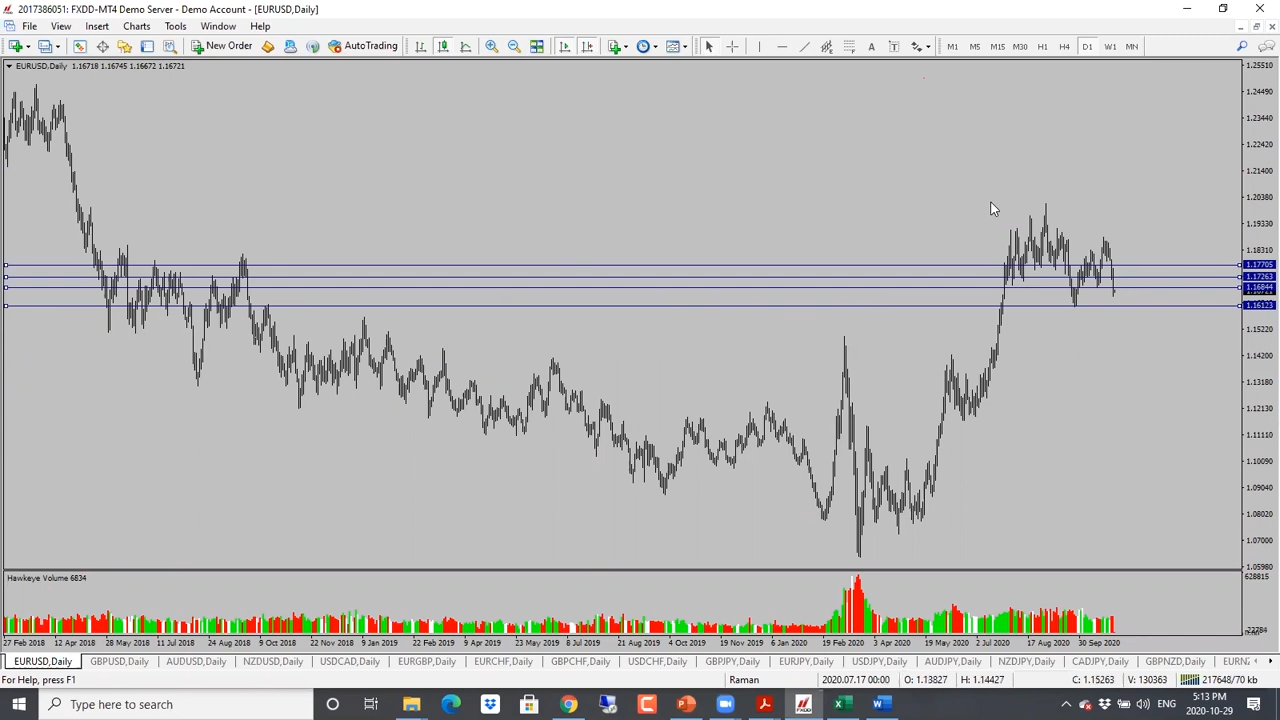 2017386051: FXDD-MT4 Demo Server - Demo Account - [EURUSD,Daily]
File View Insert Charts Tools Window Help
New Order AutoTrading A T M1 M5 M15 M30 H1 H4 D1 W1 MN
EURUSD,Daily 1.16718 1.16745 1.16672 1.16721
1.25510
1.24490
1.23440
1.22420
1.21400
1.20380
1.19330
1.18310
1.17705
1.17263
1.16844
1.16123
1.15220
1.14200
1.13180
1.12130
1.11110
1.10090
1.09040
1.08020
1.07000
1.05980
Hawkeye Volume 6834
628815
27 Feb 2018 12 Apr 2018 28 May 2018 11 Jul 2018 24 Aug 2018 9 Oct 2018 22 Nov 2018 9 Jan 2019 22 Feb 2019 9 Apr 2019 23 May 2019 8 Jul 2019 21 Aug 2019 4 Oct 2019 19 Nov 2019 6 Jan 2020 19 Feb 2020 3 Apr 2020 19 May 2020 2 Jul 2020 17 Aug 2020 30 Sep 2020
EURUSD,Daily GBPUSD,Daily AUDUSD,Daily NZDUSD,Daily USDCAD,Daily EURGBP,Daily EURCHF,Daily GBPCHF,Daily USDCHF,Daily GBPJPY,Daily EURJPY,Daily USDJPY,Daily AUDJPY,Daily NZDJPY,Daily CADJPY,Daily GBPNZD,Daily EURN
For Help, press F1 Raman 2020.07.17 00:00 O: 1.13827 H: 1.14427 C: 1.15263 V: 130363 217648/70 kb
Type here to search ENG 5:13 PM
2020-10-29